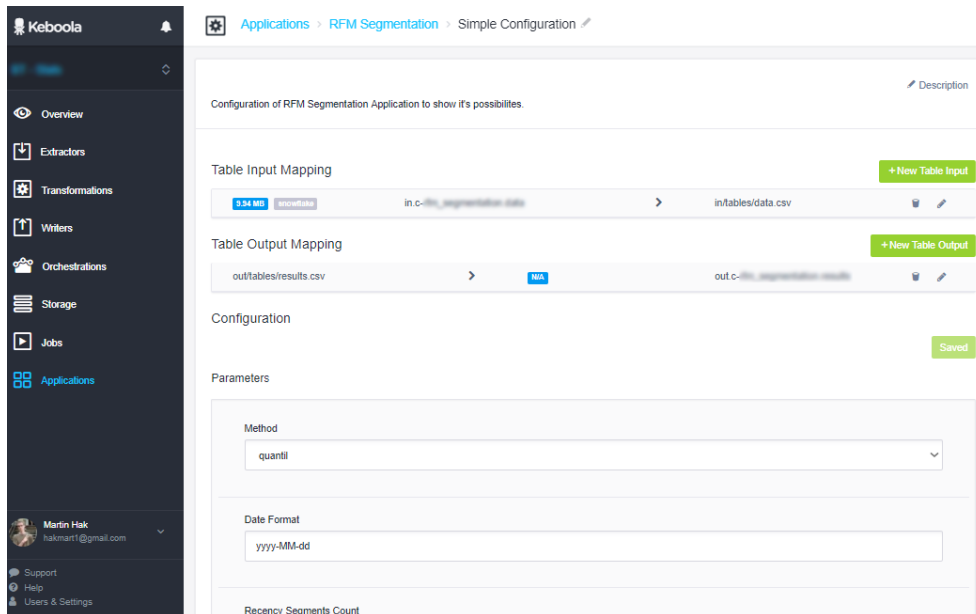 Keboola
Applications > RFM Segmentation > Simple Configuration
Description
Configuration of RFM Segmentation Application to show it's possibilites.
Overview
Extractors
Transformations
Writers
Orchestrations
Storage
Jobs
Applications
Martin Hak
hakmart1@gmail.com
Support
Help
Users & Settings
Table Input Mapping
+New Table Input
9.94 MB snowflake in.c- > in/tables/data.csv
Table Output Mapping
+New Table Output
out/tables/results.csv > N/A out.c-
Configuration
Saved
Parameters
Method
quantil
Date Format
yyyy-MM-dd
Recency Segments Count